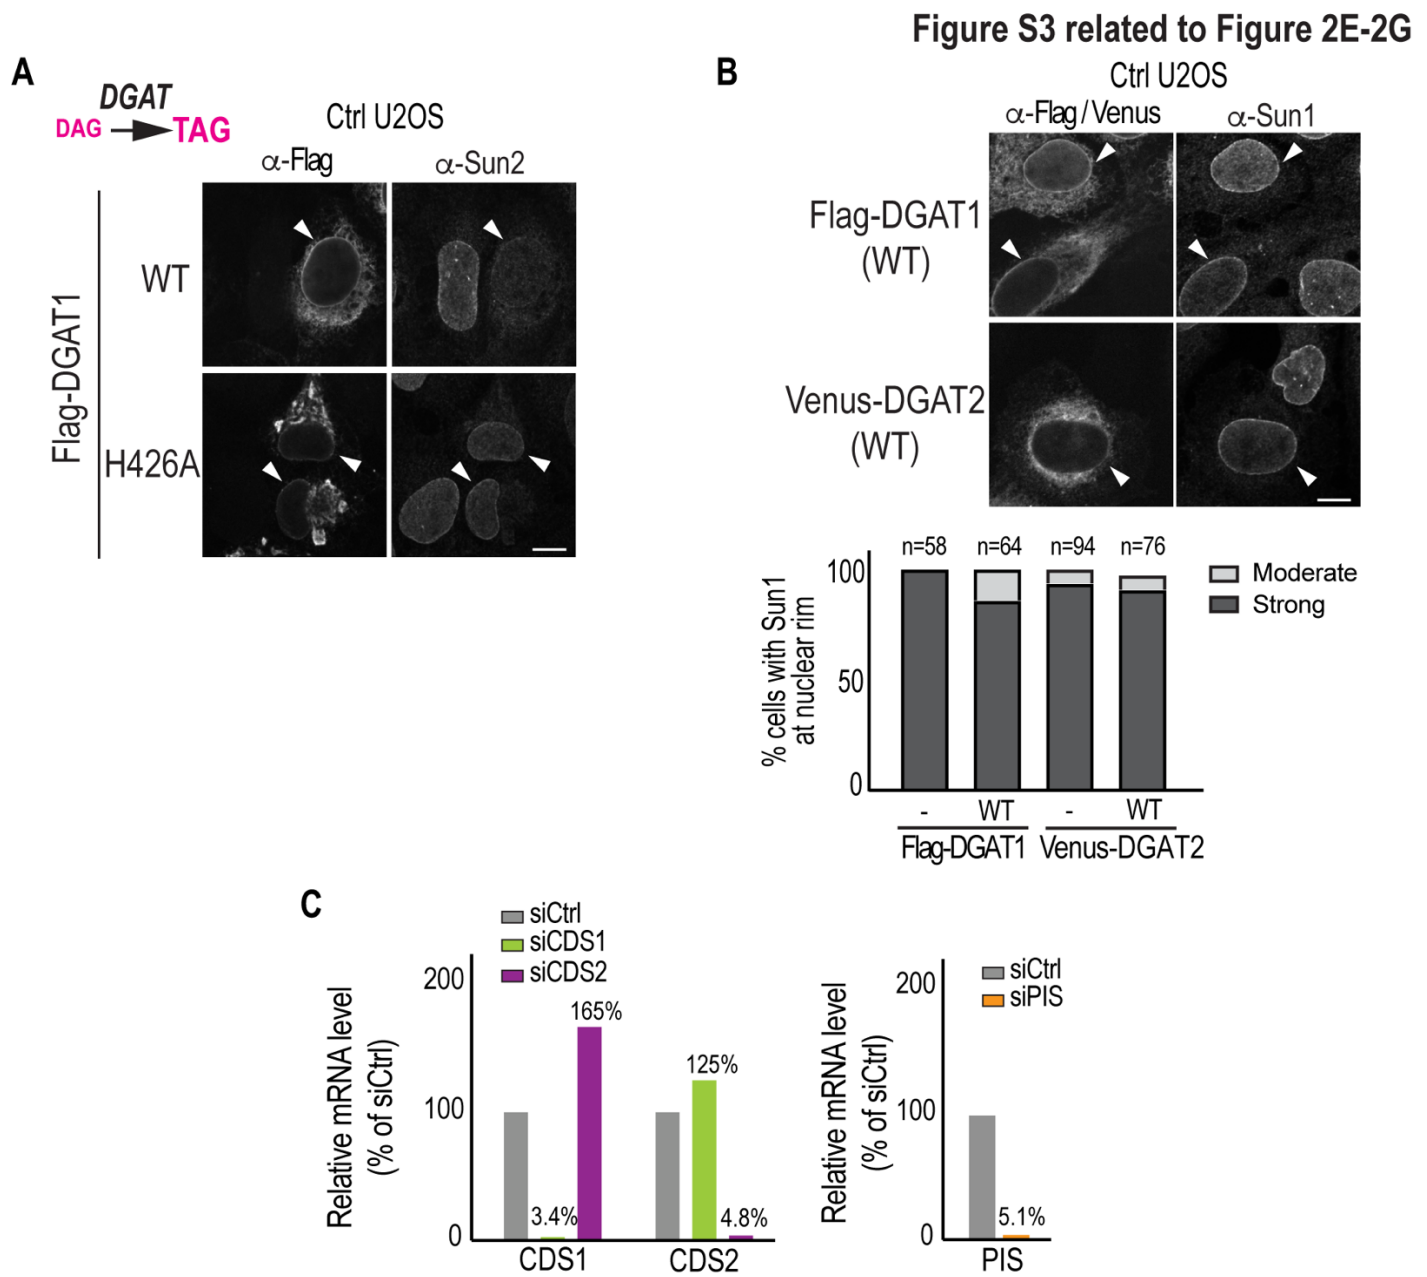 Figure S3 related to Figure 2E-2G
A
DGAT
DAG TAG
Ctrl U2OS
α-Flag
α-Sun2
Flag-DGAT1
WT
H426A
B
Ctrl U2OS
α-Flag / Venus
α-Sun1
Flag-DGAT1
(WT)
Venus-DGAT2
(WT)
% cells with Sun1
at nuclear rim
100
50
0
n=58
n=64
n=94
n=76
Moderate
Strong
-
WT
-
WT
Flag-DGAT1
Venus-DGAT2
C
siCtrl
siCDS1
siCDS2
Relative mRNA level
(% of siCtrl)
200
100
0
3.4%
165%
125%
4.8%
CDS1
CDS2
siCtrl
siPIS
Relative mRNA level
(% of siCtrl)
200
100
0
5.1%
PIS